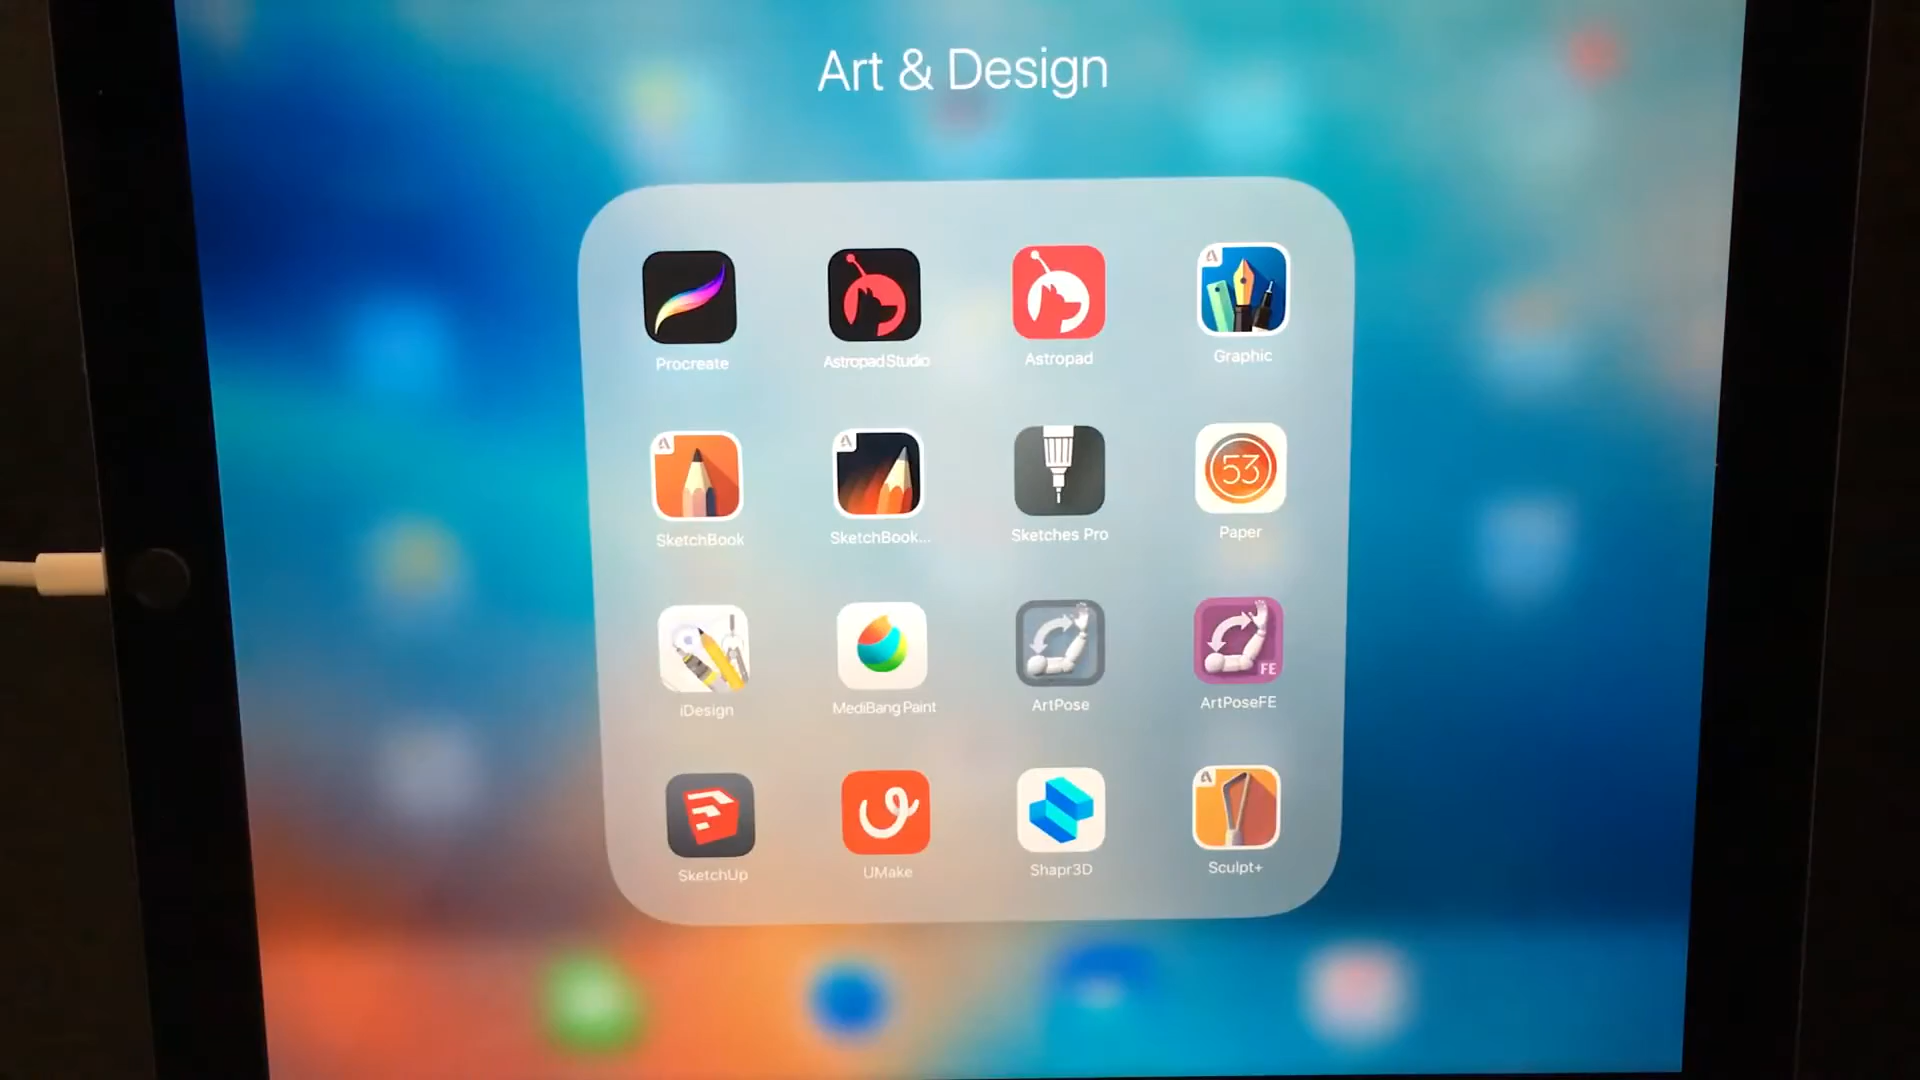 Art & Design
Procreate
Astropad Studio
Astropad
Graphic
SketchBook
SketchBook...
Sketches Pro
53
Paper
iDesign
MediBang Paint
ArtPose
FE
ArtPoseFE
SketchUp
UMake
Shapr3D
Sculpt+